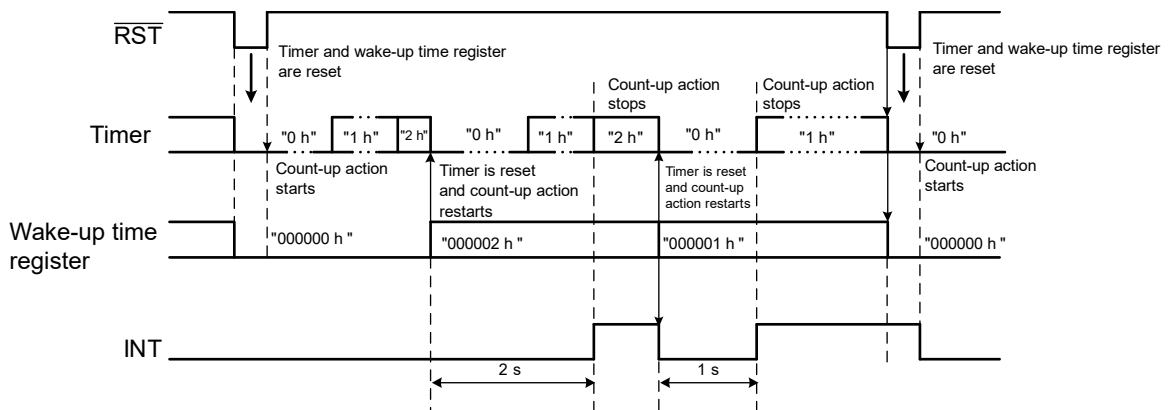 RST
Timer and wake-up time register
are reset
Timer and wake-up time register
are reset
Count-up action
stops
Count-up action
stops
Timer
"0 h"
"1 h"
"2 h"
"0 h"
"1 h"
"2 h"
"0 h"
"1 h"
"0 h"
Count-up action
starts
Timer is reset
and count-up action
restarts
Timer is reset
and count-up
action restarts
Count-up action
starts
Wake-up time
register
"000000 h "
"000002 h "
"000001 h "
"000000 h "
INT
2 s
1 s